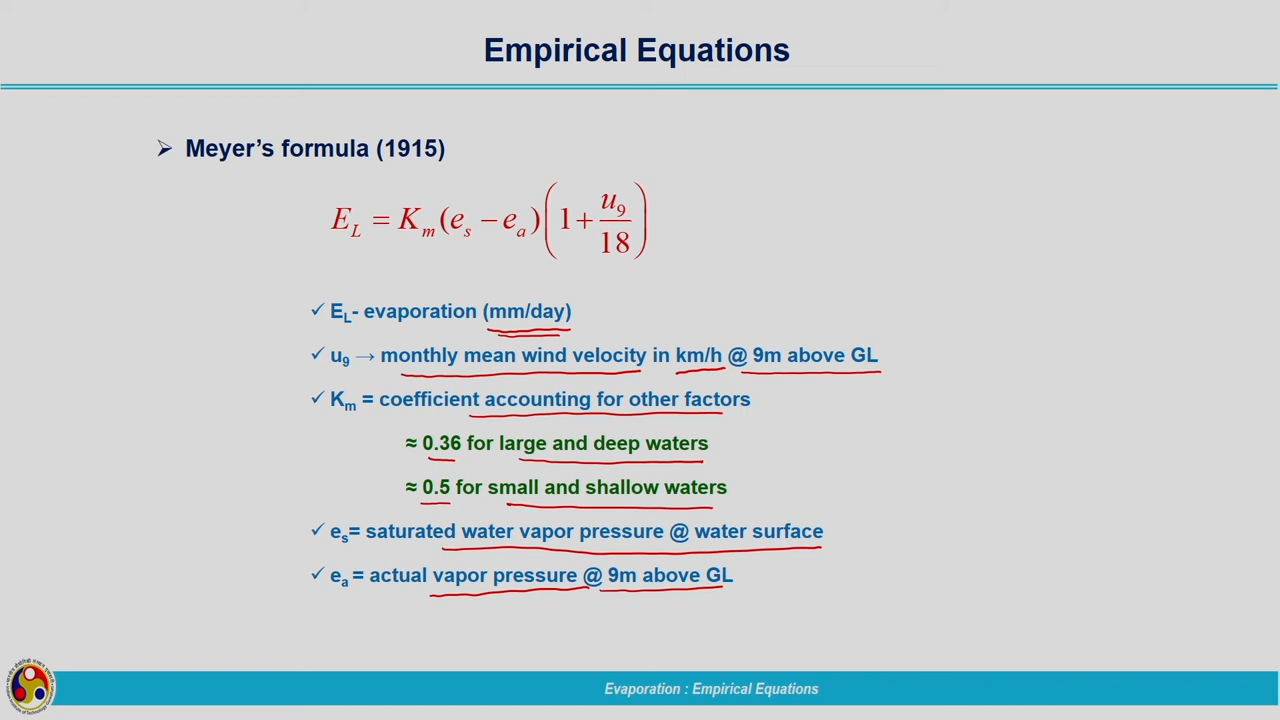 Empirical Equations
➢ Meyer's formula (1915)
E_L = K_m (e_s − e_a) (1 + u_9/18)
✓ E_L- evaporation (mm/day)
✓ u_9 → monthly mean wind velocity in km/h @ 9m above GL
✓ K_m = coefficient accounting for other factors
≈ 0.36 for large and deep waters
≈ 0.5 for small and shallow waters
✓ e_s= saturated water vapor pressure @ water surface
✓ e_a = actual vapor pressure @ 9m above GL
Evaporation : Empirical Equations